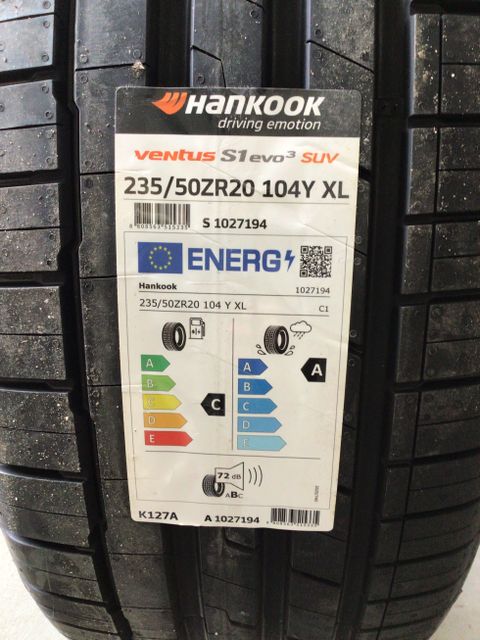 HANKOOK
driving emotion
ventus S1 evo³ SUV
235/50ZR20 104Y XL
S 1027194
ENERG
Hankook 1027194
235/50ZR20 104 Y XL C1
A A A
B B
C C C
D D
E E
72 dB
ABC
K127A A 1027194